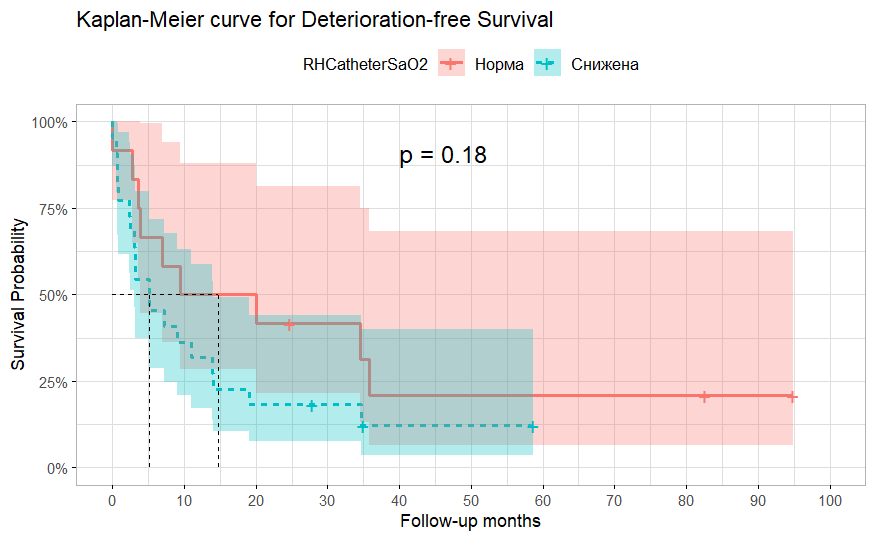 Kaplan-Meier curve for Deterioration-free Survival
RHCatheterSaO2 Норма Снижена
p = 0.18
Survival Probability
100%
75%
50%
25%
0%
0 10 20 30 40 50 60 70 80 90 100
Follow-up months